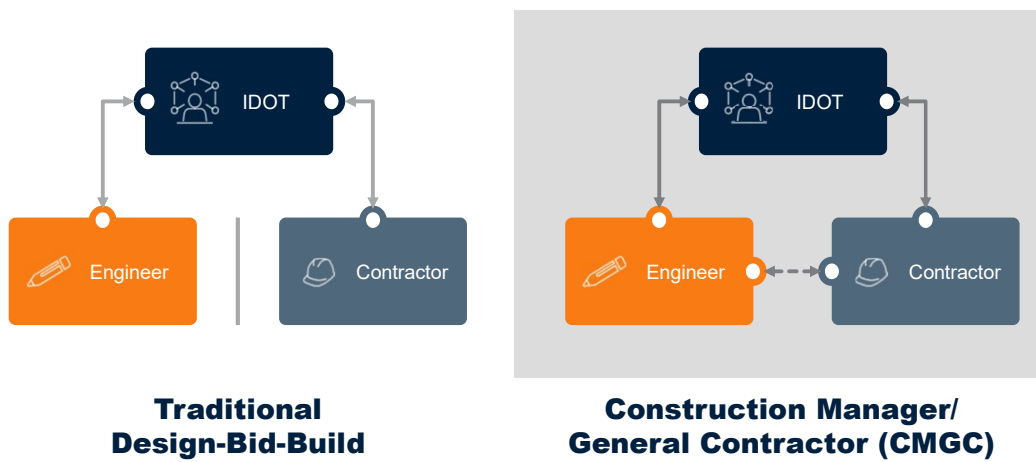 IDOT
Engineer
Contractor
Traditional
Design-Bid-Build
IDOT
Engineer
Contractor
Construction Manager/
General Contractor (CMGC)